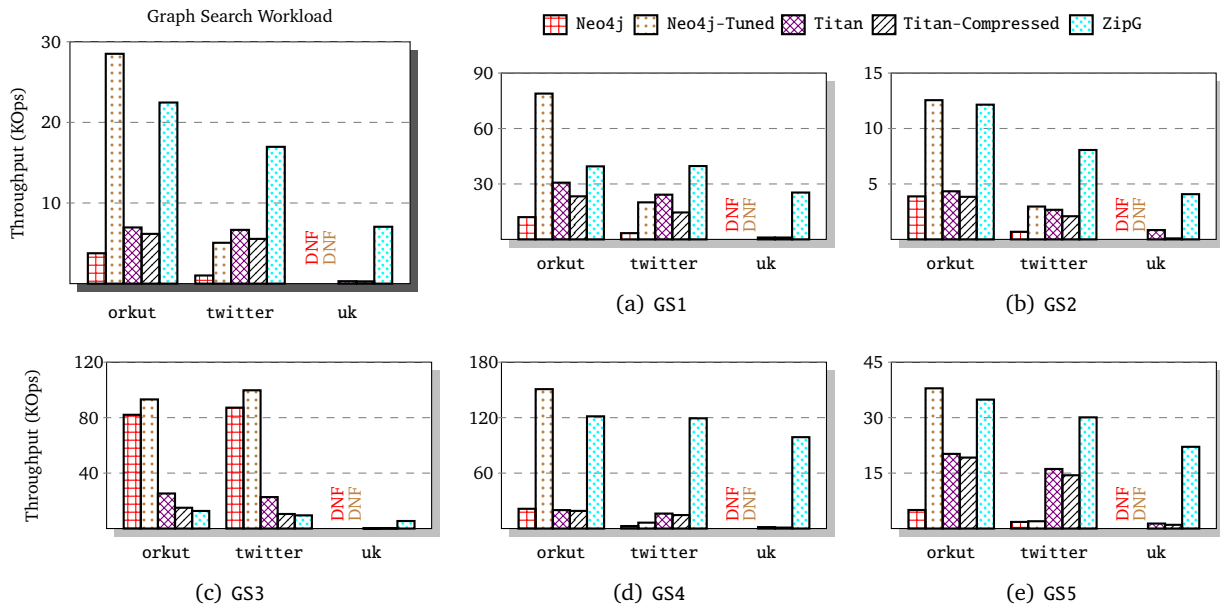 Graph Search Workload
Neo4j Neo4j-Tuned Titan Titan-Compressed ZipG
Throughput (KOps)
30
20
10
DNF DNF
orkut twitter uk
90
60
30
DNF DNF
orkut twitter uk
(a) GS1
15
10
5
DNF DNF
orkut twitter uk
(b) GS2
Throughput (KOps)
120
80
40
DNF DNF
orkut twitter uk
(c) GS3
180
120
60
DNF DNF
orkut twitter uk
(d) GS4
45
30
15
DNF DNF
orkut twitter uk
(e) GS5